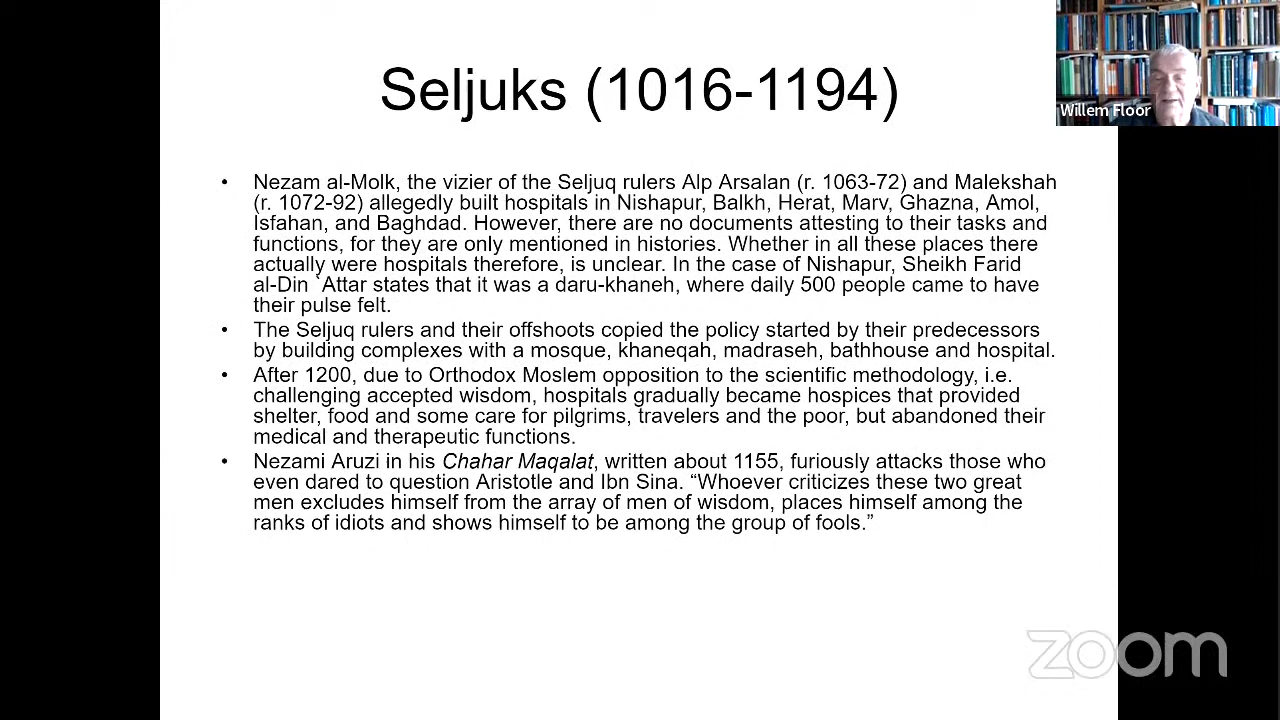 Seljuks (1016-1194)
Willem Floor
• Nezam al-Molk, the vizier of the Seljuq rulers Alp Arsalan (r. 1063-72) and Malekshah
(r. 1072-92) allegedly built hospitals in Nishapur, Balkh, Herat, Marv, Ghazna, Amol,
Isfahan, and Baghdad. However, there are no documents attesting to their tasks and
functions, for they are only mentioned in histories. Whether in all these places there
actually were hospitals therefore, is unclear. In the case of Nishapur, Sheikh Farid
al-Din `Attar states that it was a daru-khaneh, where daily 500 people came to have
their pulse felt.
• The Seljuq rulers and their offshoots copied the policy started by their predecessors
by building complexes with a mosque, khaneqah, madraseh, bathhouse and hospital.
• After 1200, due to Orthodox Moslem opposition to the scientific methodology, i.e.
challenging accepted wisdom, hospitals gradually became hospices that provided
shelter, food and some care for pilgrims, travelers and the poor, but abandoned their
medical and therapeutic functions.
• Nezami Aruzi in his Chahar Maqalat, written about 1155, furiously attacks those who
even dared to question Aristotle and Ibn Sina. “Whoever criticizes these two great
men excludes himself from the array of men of wisdom, places himself among the
ranks of idiots and shows himself to be among the group of fools.”
zoom